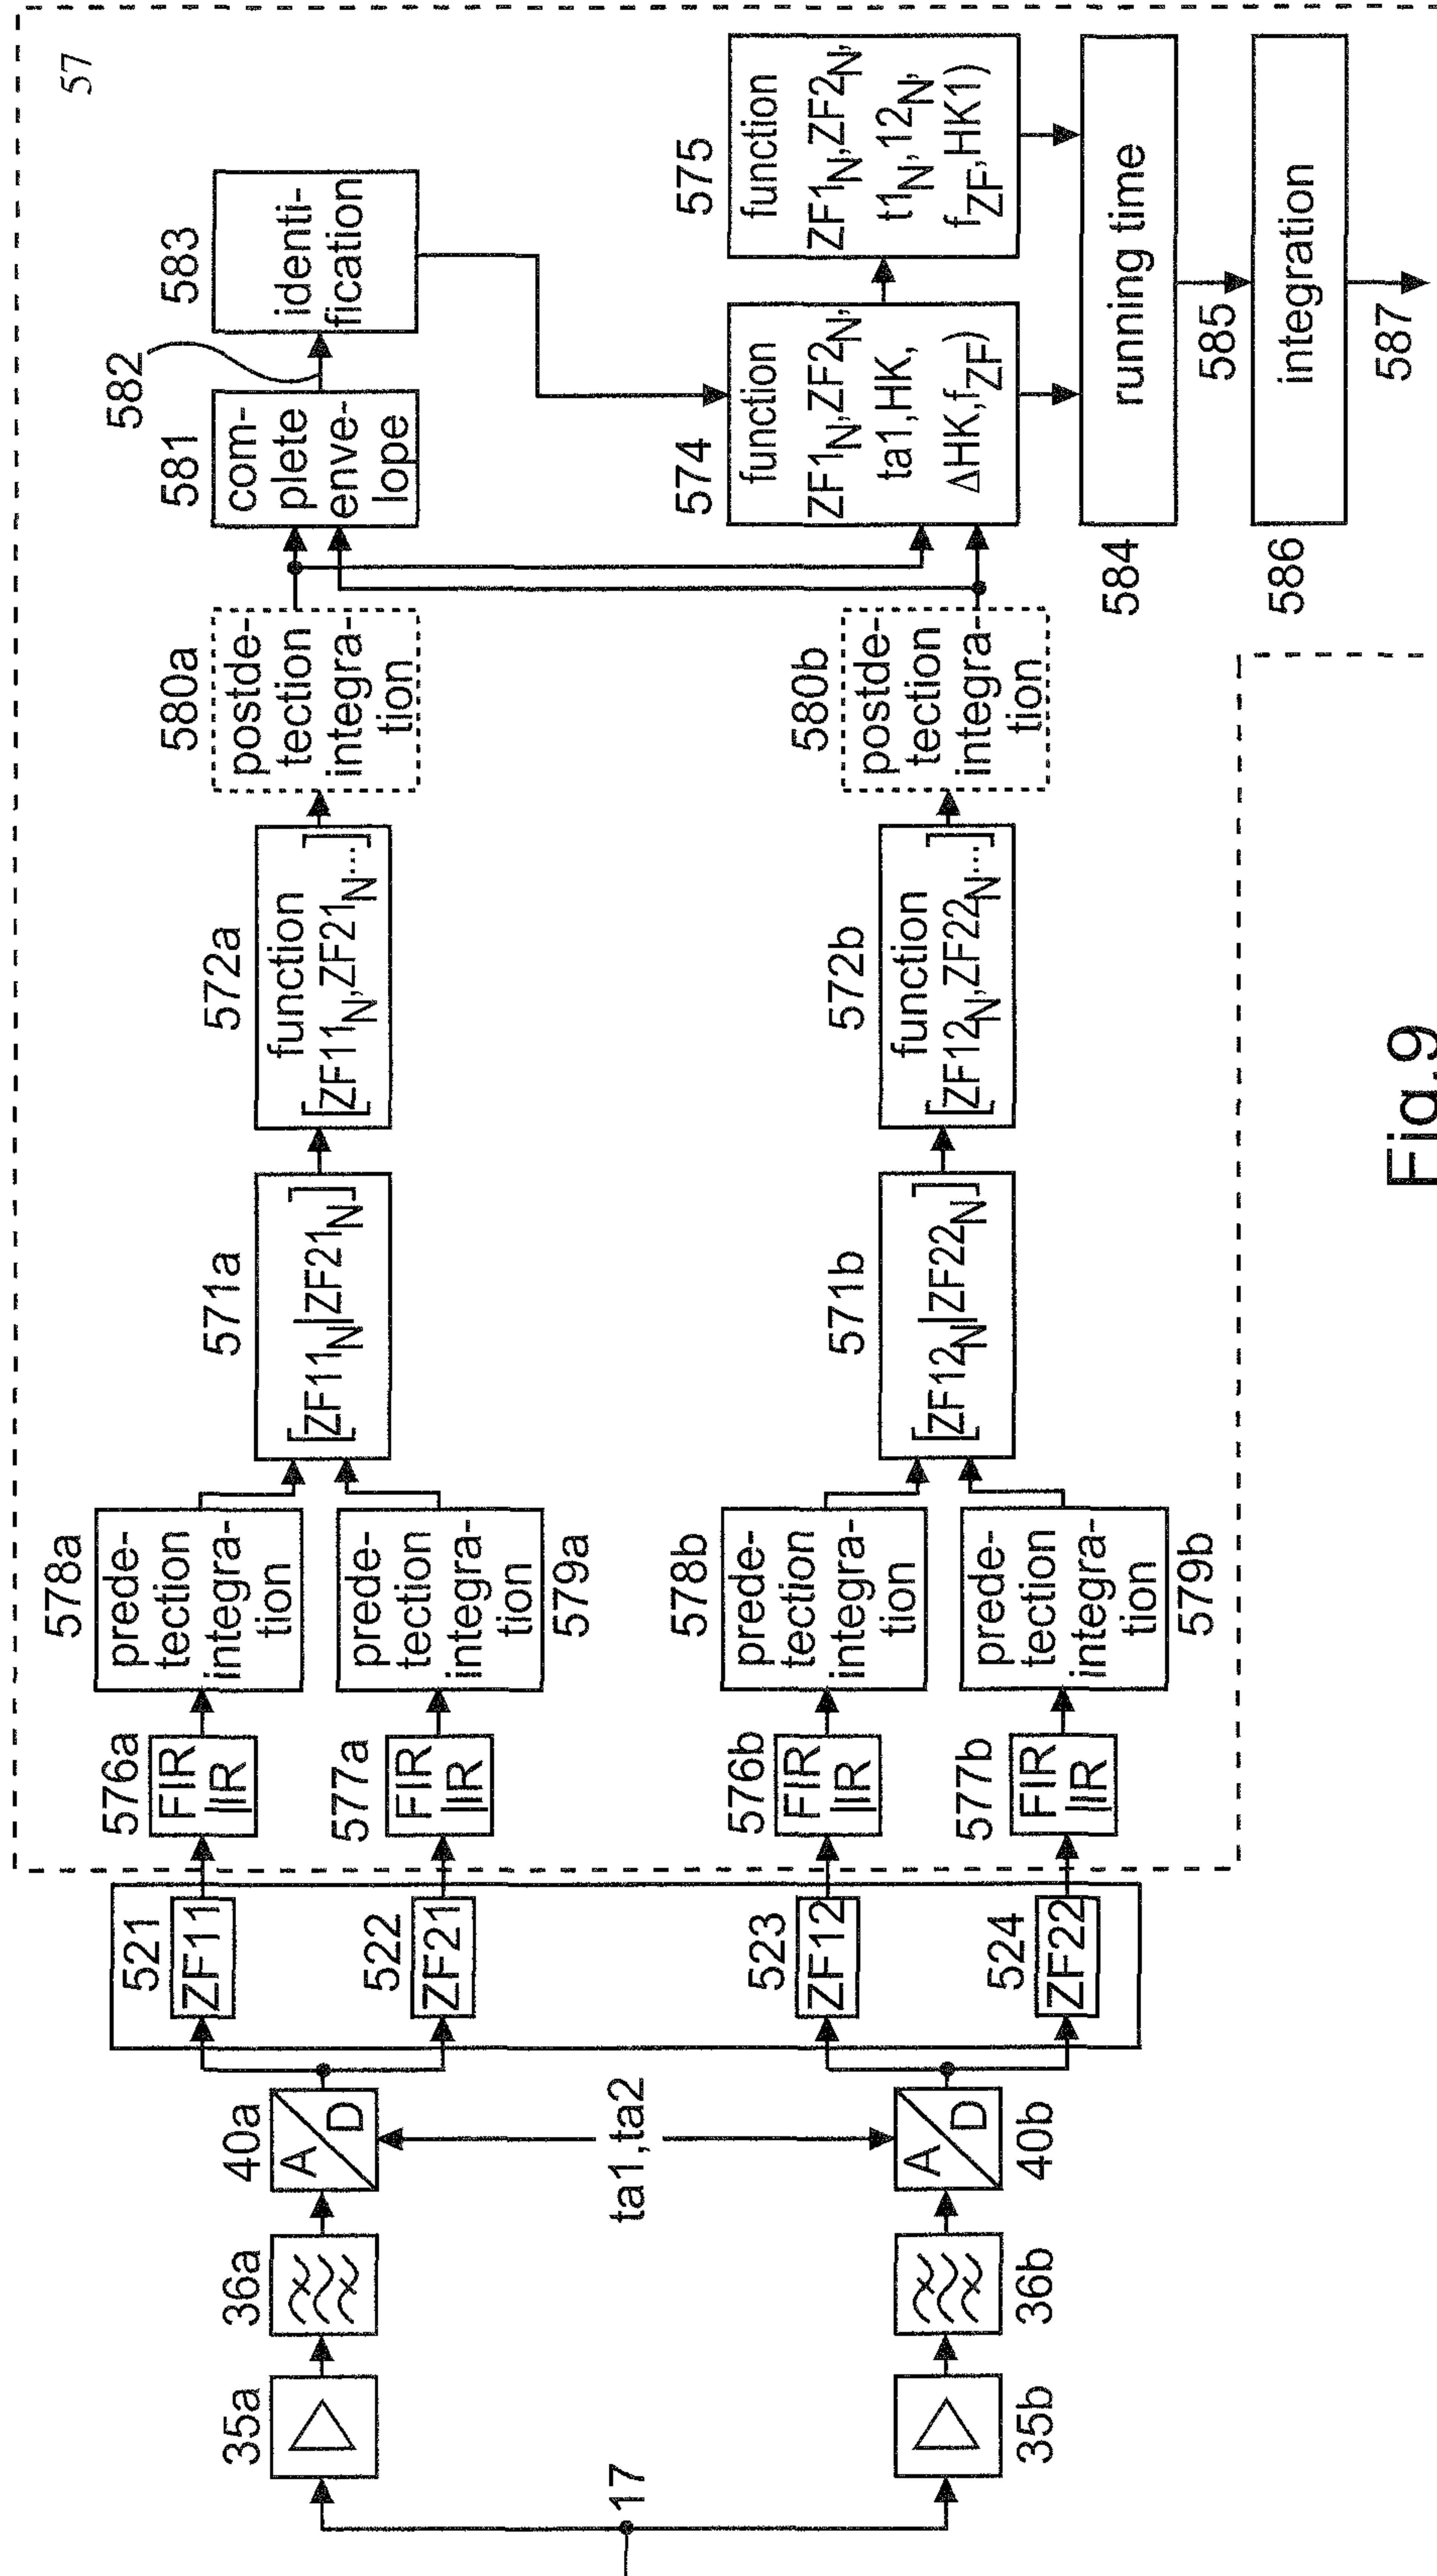 57
17
35a
36a
40a
A
D
ta1,ta2
35b
36b
40b
A
D
521
ZF11
522
ZF21
523
ZF12
524
ZF22
576a
FIR
IIR
577a
FIR
IIR
576b
FIR
IIR
577b
FIR
IIR
578a
prede-
tection
integra-
tion
prede-
tection
integra-
tion
579a
578b
prede-
tection
integra-
tion
prede-
tection
integra-
tion
579b
571a
[ZF11N|ZF21N]
571b
[ZF12N|ZF22N]
572a
function
[ZF11N,ZF21N...]
572b
function
[ZF12N,ZF22N...]
580a
postde-
tection
integra-
tion
580b
postde-
tection
integra-
tion
581
com-
plete
enve-
lope
582
583
identi-
fication
574
function
ZF1N,ZF2N,
ta1,HK,
ΔHK,fZF)
575
function
ZF1N,ZF2N,
t1N,12N,
fZF,HK1)
584
running time
585
586
integration
587
Fig.9